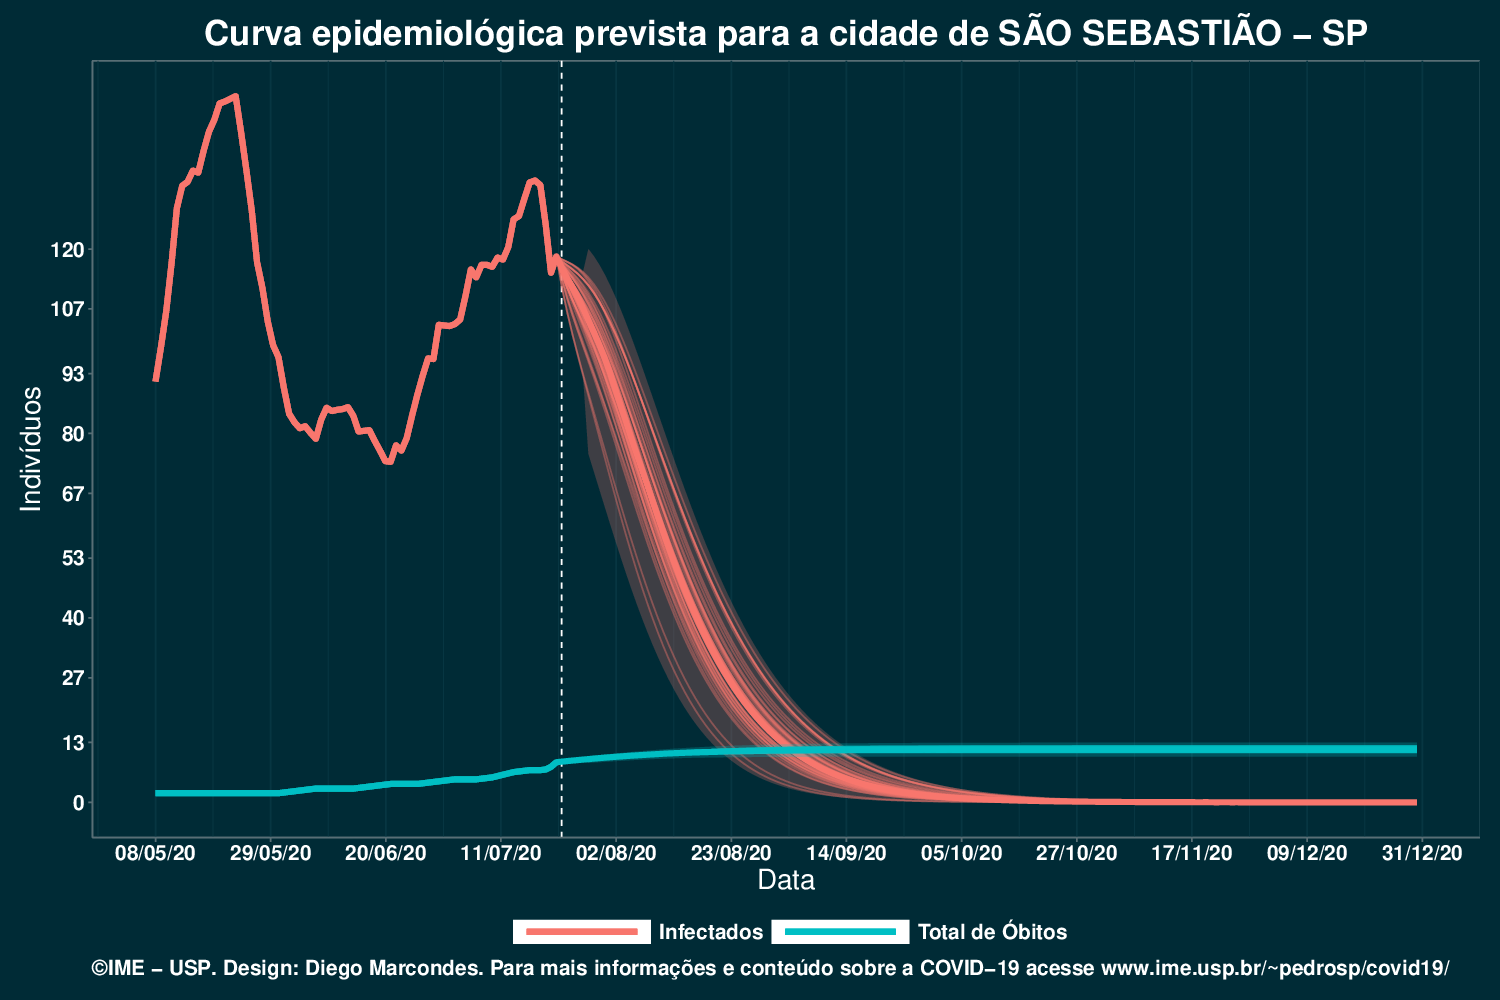 Curva epidemiológica prevista para a cidade de SÃO SEBASTIÃO – SP
Indivíduos
120
107
93
80
67
53
40
27
13
0
08/05/20 29/05/20 20/06/20 11/07/20 02/08/20 23/08/20 14/09/20 05/10/20 27/10/20 17/11/20 09/12/20 31/12/20
Data
Infectados Total de Óbitos
©IME – USP. Design: Diego Marcondes. Para mais informações e conteúdo sobre a COVID–19 acesse www.ime.usp.br/~pedrosp/covid19/